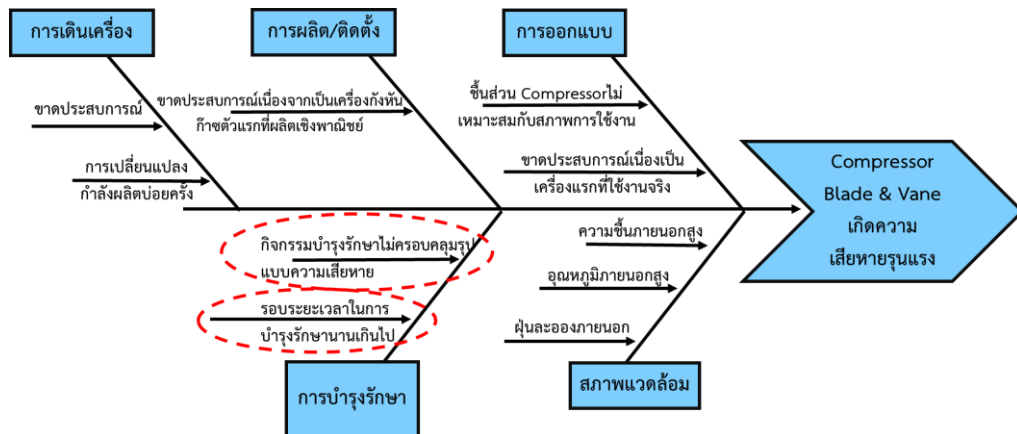 การเดินเครื่อง
การผลิต/ติดตั้ง
การออกแบบ
ขาดประสบการณ์
การเปลี่ยนแปลง
กำลังผลิตบ่อยครั้ง
ขาดประสบการณ์เนื่องจากเป็นเครื่องกังหัน
ก๊าซตัวแรกที่ผลิตเชิงพาณิชย์
ชิ้นส่วน Compressorไม่
เหมาะสมกับสภาพการใช้งาน
ขาดประสบการณ์เนื่องเป็น
เครื่องแรกที่ใช้งานจริง
Compressor
Blade & Vane
เกิดความ
เสียหายรุนแรง
กิจกรรมบำรุงรักษาไม่ครอบคลุมรูป
แบบความเสียหาย
รอบระยะเวลาในการ
บำรุงรักษานานเกินไป
ความชื้นภายนอกสูง
อุณหภูมิภายนอกสูง
ฝุ่นละอองภายนอก
การบำรุงรักษา
สภาพแวดล้อม